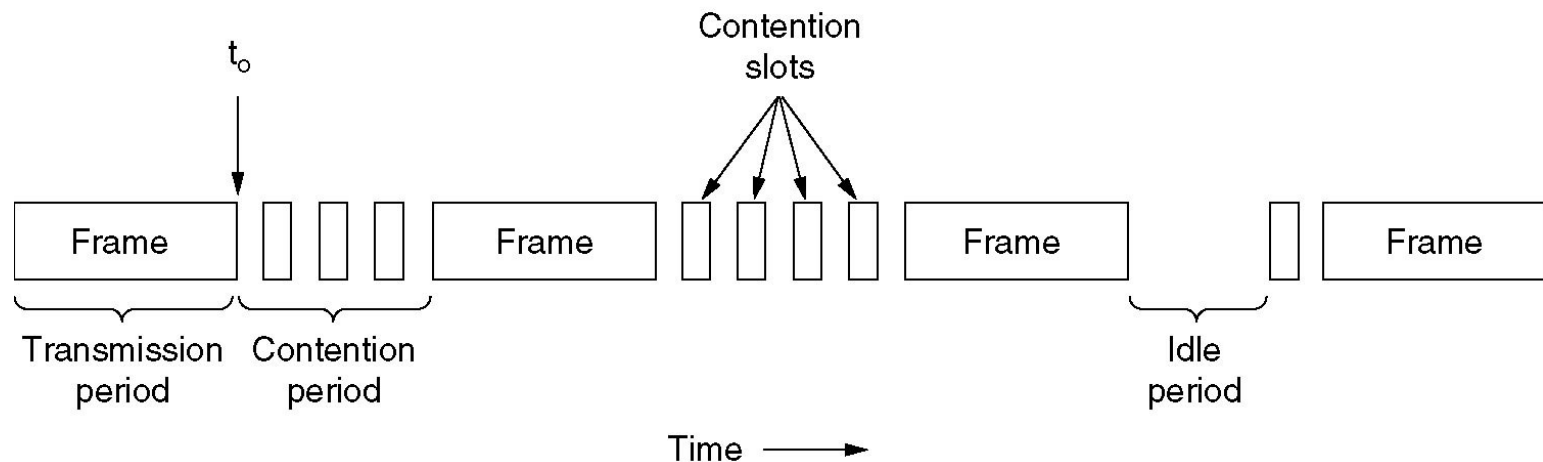 t₀
Contention
slots
Frame
Frame
Frame
Frame
Transmission
period
Contention
period
Idle
period
Time